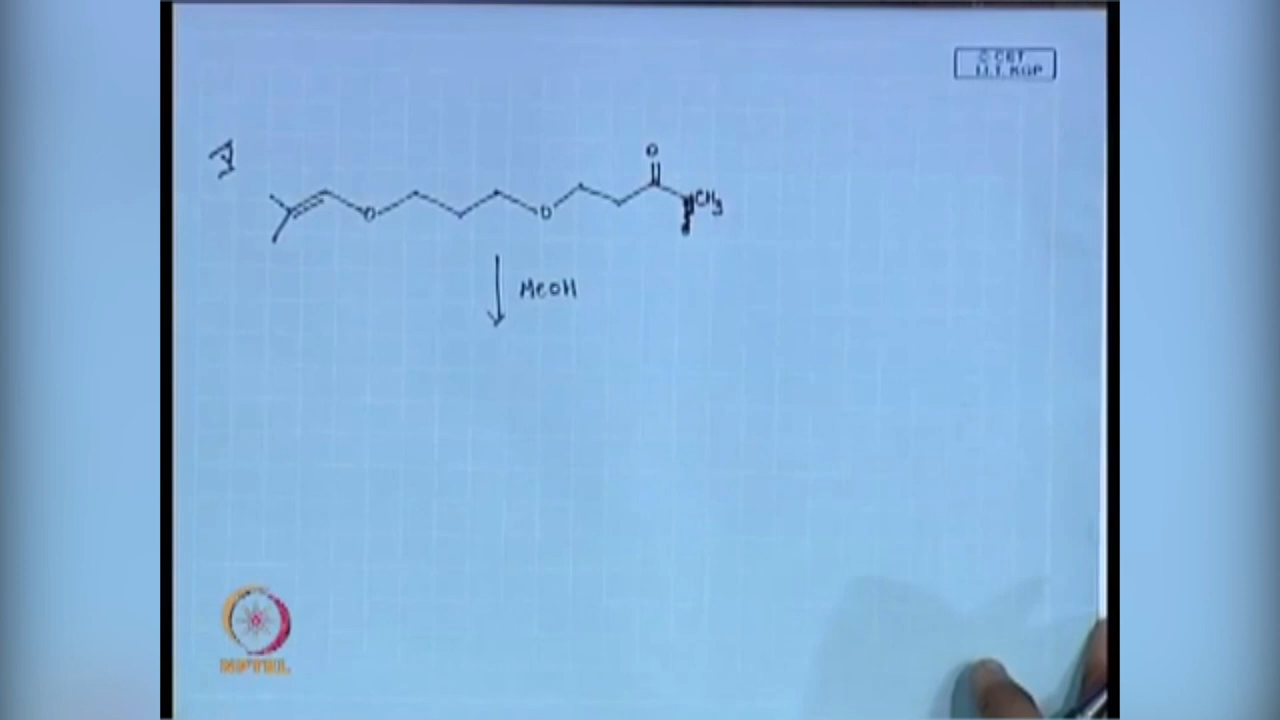 © CET
I.I.T. KGP
O
O
O
CH3
MeOH
NPTEL